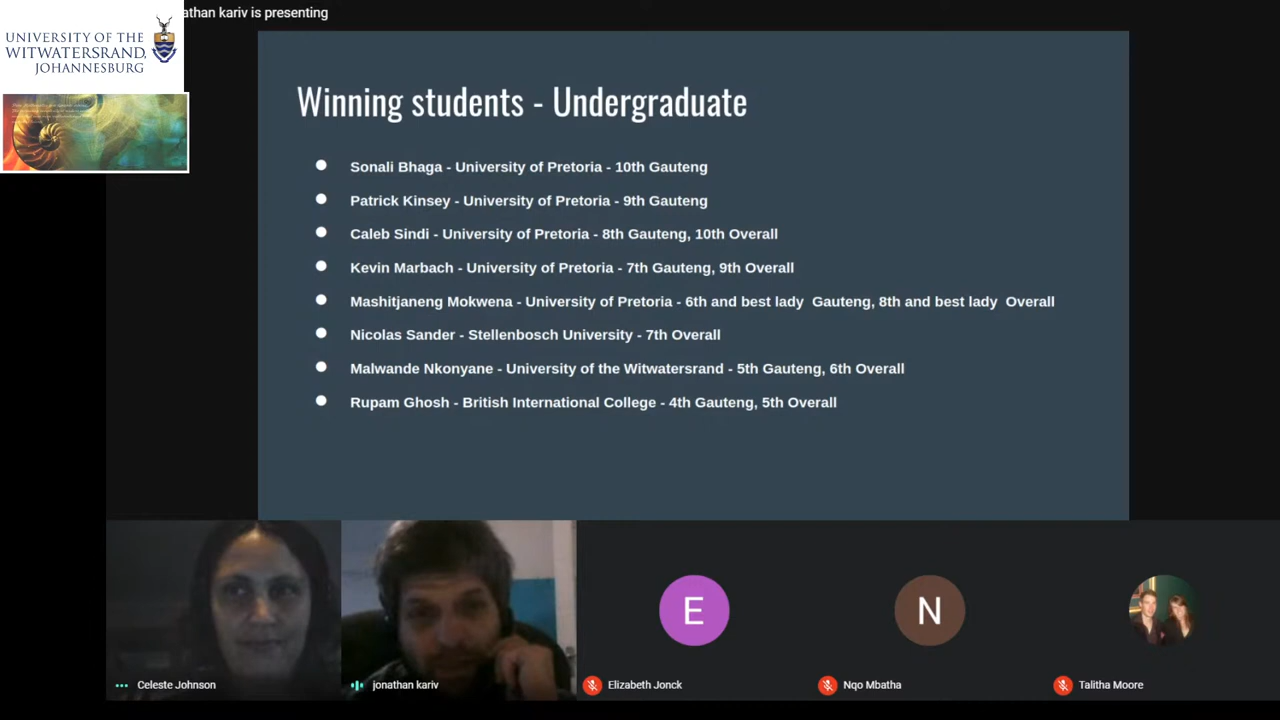 athan kariv is presenting
UNIVERSITY OF THE
WITWATERSRAND,
JOHANNESBURG
Winning students - Undergraduate
Sonali Bhaga - University of Pretoria - 10th Gauteng
Patrick Kinsey - University of Pretoria - 9th Gauteng
Caleb Sindi - University of Pretoria - 8th Gauteng, 10th Overall
Kevin Marbach - University of Pretoria - 7th Gauteng, 9th Overall
Mashitjaneng Mokwena - University of Pretoria - 6th and best lady Gauteng, 8th and best lady Overall
Nicolas Sander - Stellenbosch University - 7th Overall
Malwande Nkonyane - University of the Witwatersrand - 5th Gauteng, 6th Overall
Rupam Ghosh - British International College - 4th Gauteng, 5th Overall
E
N
Celeste Johnson
jonathan kariv
Elizabeth Jonck
Nqo Mbatha
Talitha Moore